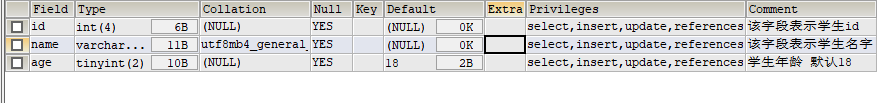 Field Type Collation Null Key Default Extra Privileges Comment
id int(4) 6B (NULL) YES (NULL) 0K select,insert,update,references 该字段表示学生id
name varchar... 11B utf8mb4_general_ YES (NULL) 0K select,insert,update,references 该字段表示学生名字
age tinyint(2) 10B (NULL) YES 18 2B select,insert,update,references 学生年龄 默认18